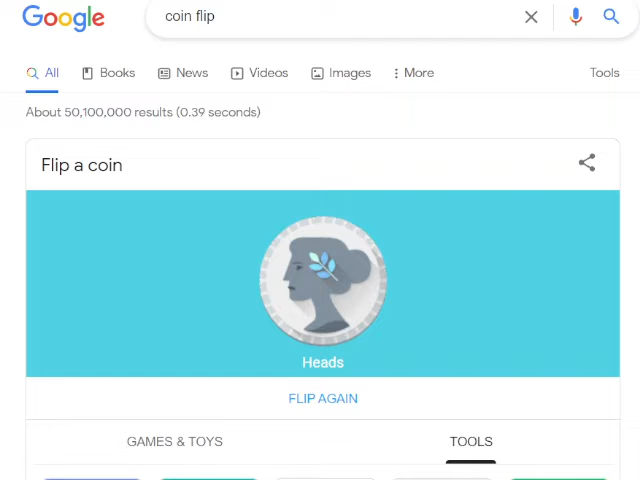 Google
coin flip
All Books News Videos Images More Tools
About 50,100,000 results (0.39 seconds)
Flip a coin
Heads
FLIP AGAIN
GAMES & TOYS TOOLS